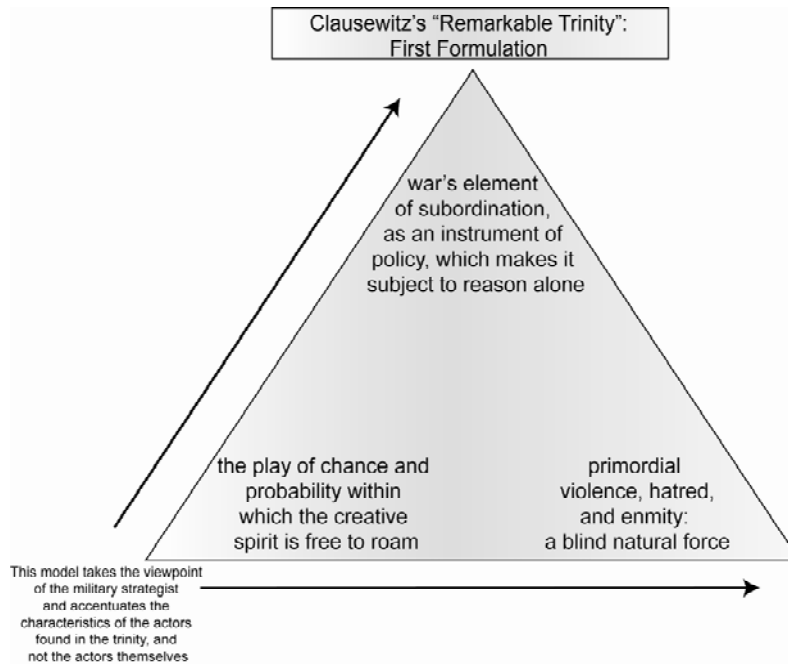 Clausewitz's “Remarkable Trinity”:
First Formulation
war's element
of subordination,
as an instrument of
policy, which makes it
subject to reason alone
the play of chance and
probability within
which the creative
spirit is free to roam
primordial
violence, hatred,
and enmity:
a blind natural force
This model takes the viewpoint
of the military strategist
and accentuates the
characteristics of the actors
found in the trinity, and
not the actors themselves